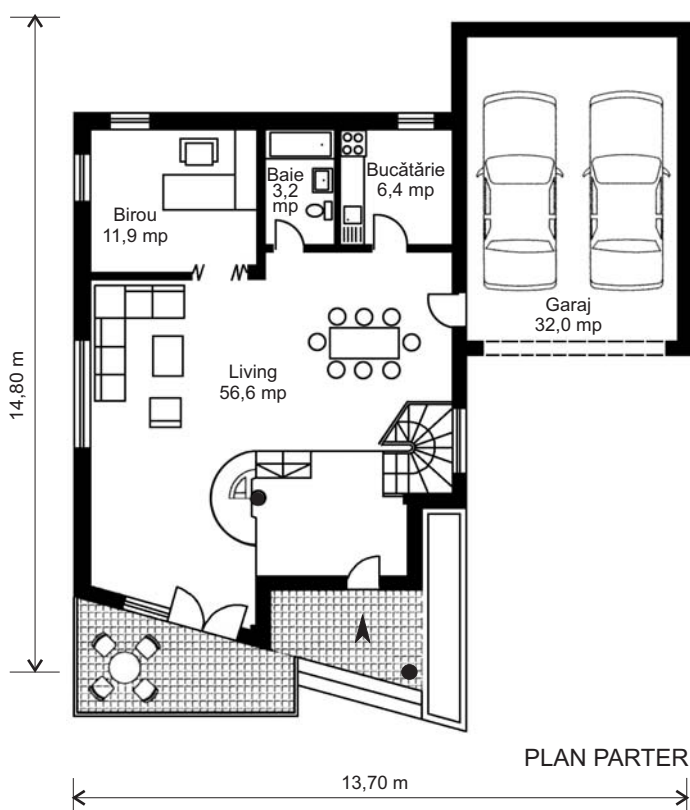 Baie
3,2
mp
Bucătărie
6,4 mp
Birou
11,9 mp
Garaj
32,0 mp
Living
56,6 mp
14,80 m
PLAN PARTER
13,70 m